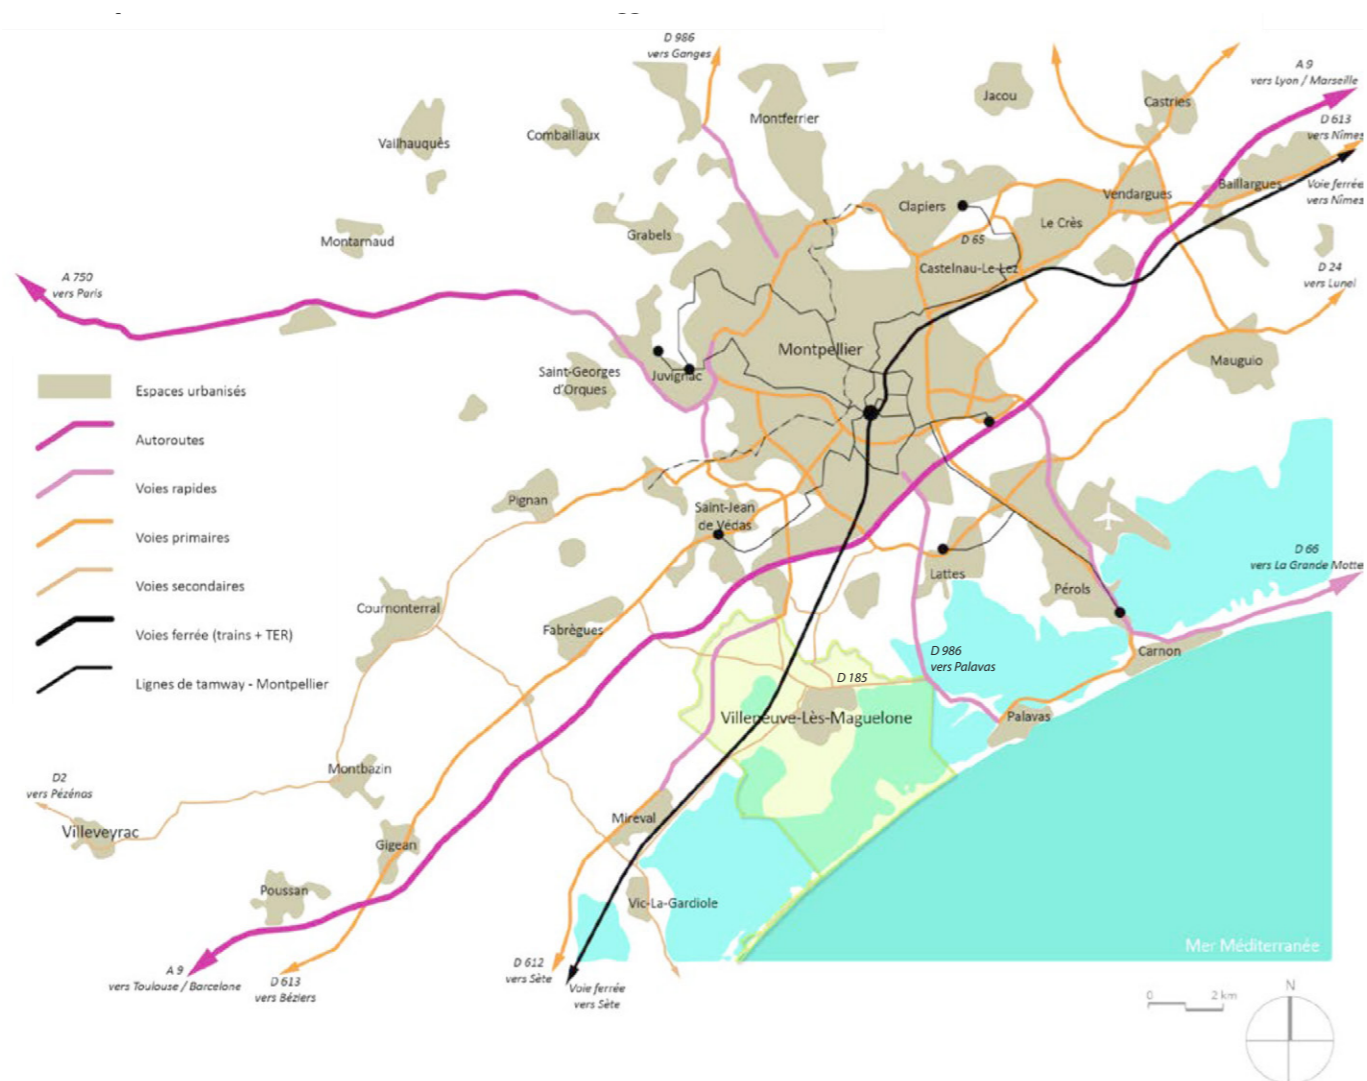 D 986
vers Ganges
A 9
vers Lyon / Marseille
Jacou
Castries
Montferrier
D 613
vers Nîmes
Combaillaux
Vailhauquès
Baillargues
Voie ferrée
vers Nîmes
Vendargues
Clapiers
Le Crès
Grabels
Montarnaud
D 65
Castelnau-Le-Lez
D 24
vers Lunel
A 750
vers Paris
Montpellier
Mauguio
Saint-Georges
d'Orques
Juvignac
Espaces urbanisés
Autoroutes
Voies rapides
Voies primaires
Voies secondaires
Voies ferrée (trains + TER)
Lignes de tamway - Montpellier
Pignan
Saint-Jean
de Védas
D 66
vers La Grande Motte
Lattes
Pérols
Cournonterral
Fabrègues
Carnon
D 986
vers Palavas
D 185
Villeneuve-Lès-Maguelone
Palavas
Montbazin
D2
vers Pézénas
Villeveyrac
Mireval
Gigean
Poussan
Vic-La-Gardiole
Mer Méditerranée
A 9
vers Toulouse / Barcelone
D 613
vers Béziers
D 612
vers Sète
Voie ferrée
vers Sète
0 2 km
N